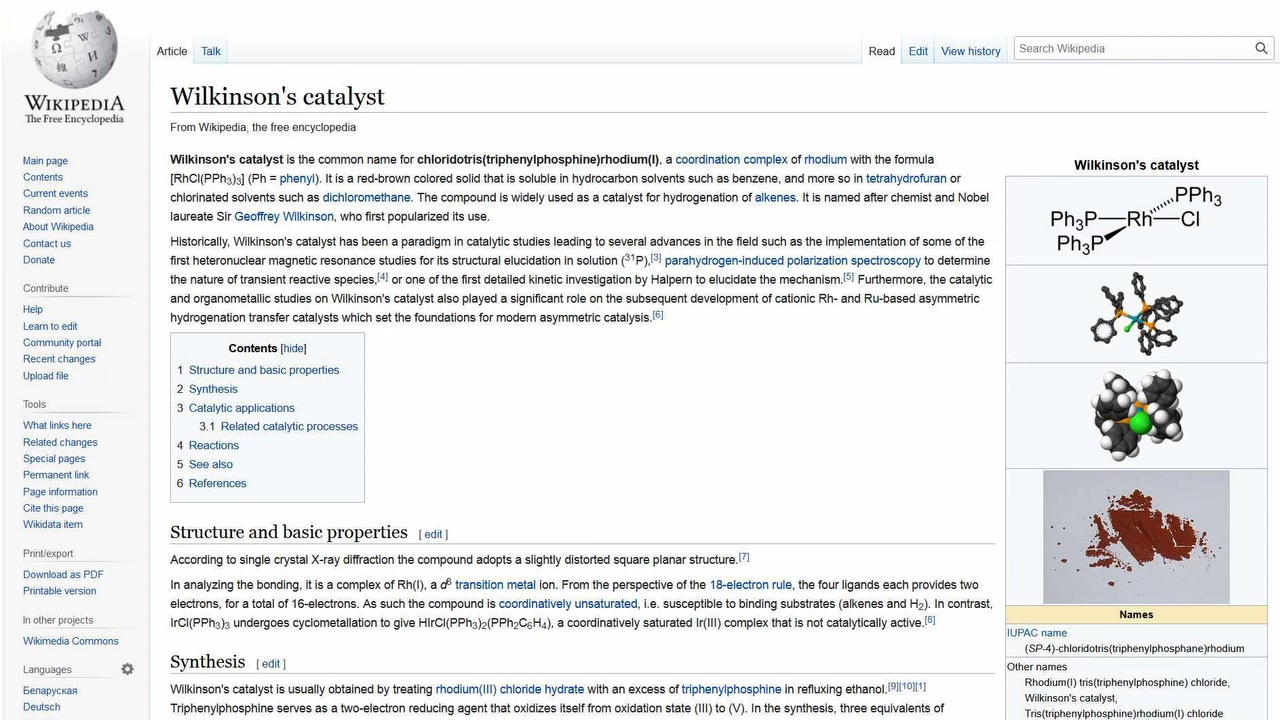 Article
Talk
Read
Edit
View history
Search Wikipedia
WIKIPEDIA
The Free Encyclopedia
Main page
Contents
Current events
Random article
About Wikipedia
Contact us
Donate
Contribute
Help
Learn to edit
Community portal
Recent changes
Upload file
Tools
What links here
Related changes
Special pages
Permanent link
Page information
Cite this page
Wikidata item
Print/export
Download as PDF
Printable version
In other projects
Wikimedia Commons
Languages
Беларуская
Deutsch
Wilkinson's catalyst
From Wikipedia, the free encyclopedia
Wilkinson's catalyst is the common name for chloridotris(triphenylphosphine)rhodium(I), a coordination complex of rhodium with the formula
[RhCl(PPh₃)₃] (Ph = phenyl). It is a red-brown colored solid that is soluble in hydrocarbon solvents such as benzene, and more so in tetrahydrofuran or
chlorinated solvents such as dichloromethane. The compound is widely used as a catalyst for hydrogenation of alkenes. It is named after chemist and Nobel
laureate Sir Geoffrey Wilkinson, who first popularized its use.
Historically, Wilkinson's catalyst has been a paradigm in catalytic studies leading to several advances in the field such as the implementation of some of the
first heteronuclear magnetic resonance studies for its structural elucidation in solution (³¹P),[3] parahydrogen-induced polarization spectroscopy to determine
the nature of transient reactive species,[4] or one of the first detailed kinetic investigation by Halpern to elucidate the mechanism.[5] Furthermore, the catalytic
and organometallic studies on Wilkinson's catalyst also played a significant role on the subsequent development of cationic Rh- and Ru-based asymmetric
hydrogenation transfer catalysts which set the foundations for modern asymmetric catalysis.[6]
Contents [hide]
1 Structure and basic properties
2 Synthesis
3 Catalytic applications
3.1 Related catalytic processes
4 Reactions
5 See also
6 References
Structure and basic properties [ edit ]
According to single crystal X-ray diffraction the compound adopts a slightly distorted square planar structure.[7]
In analyzing the bonding, it is a complex of Rh(I), a d⁸ transition metal ion. From the perspective of the 18-electron rule, the four ligands each provides two
electrons, for a total of 16-electrons. As such the compound is coordinatively unsaturated, i.e. susceptible to binding substrates (alkenes and H₂). In contrast,
IrCl(PPh₃)₃ undergoes cyclometallation to give HIrCl(PPh₃)₂(PPh₂C₆H₄), a coordinatively saturated Ir(III) complex that is not catalytically active.[8]
Synthesis [ edit ]
Wilkinson's catalyst is usually obtained by treating rhodium(III) chloride hydrate with an excess of triphenylphosphine in refluxing ethanol.[9][10][1]
Triphenylphosphine serves as a two-electron reducing agent that oxidizes itself from oxidation state (III) to (V). In the synthesis, three equivalents of
Wilkinson's catalyst
PPh₃
Ph₃P Rh Cl
Ph₃P
Names
IUPAC name
(SP-4)-chloridotris(triphenylphosphane)rhodium
Other names
Rhodium(I) tris(triphenylphosphine) chloride,
Wilkinson's catalyst,
Tris(triphenylphosphine)rhodium(I) chloride